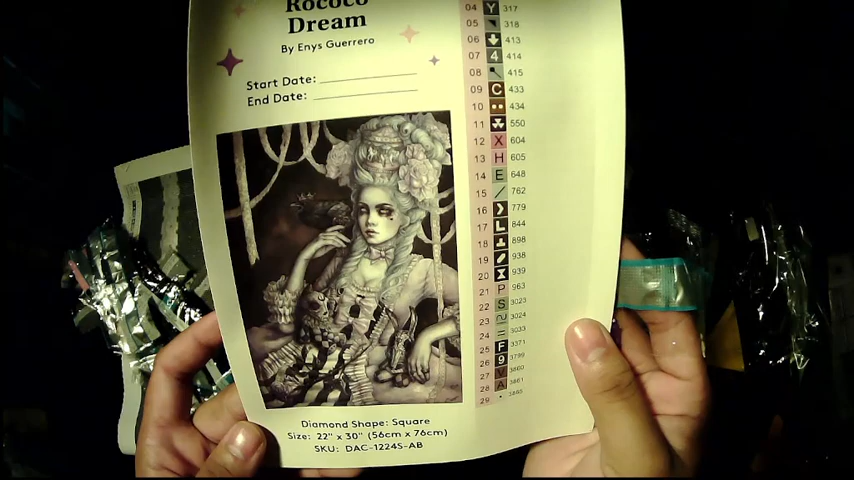 Rococo
Dream
By Enys Guerrero
Start Date:
End Date:
04 Y 317
05 318
06 413
07 4 414
08 415
09 C 433
10 434
11 550
12 X 604
13 H 605
14 E 648
15 / 762
16 779
17 L 844
18 898
19 938
20 939
21 P 963
22 S 3023
23 3024
24 = 3033
25 F 3371
26 9 3799
27 V 3860
28 A 3861
29 3865
Diamond Shape: Square
Size: 22" x 30" (56cm x 76cm)
SKU: DAC-1224S-AB